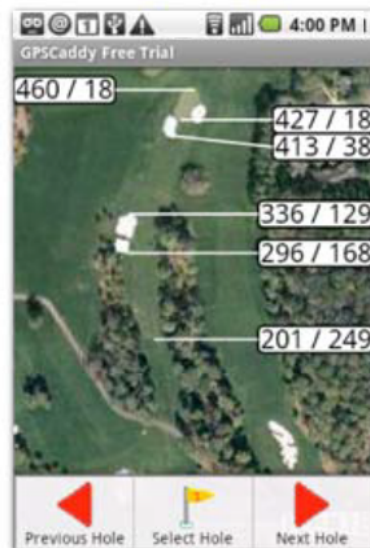 4:00 PM
GPSCaddy Free Trial
460 / 18
427 / 18
413 / 38
336 / 129
296 / 168
201 / 249
Previous Hole
Select Hole
Next Hole